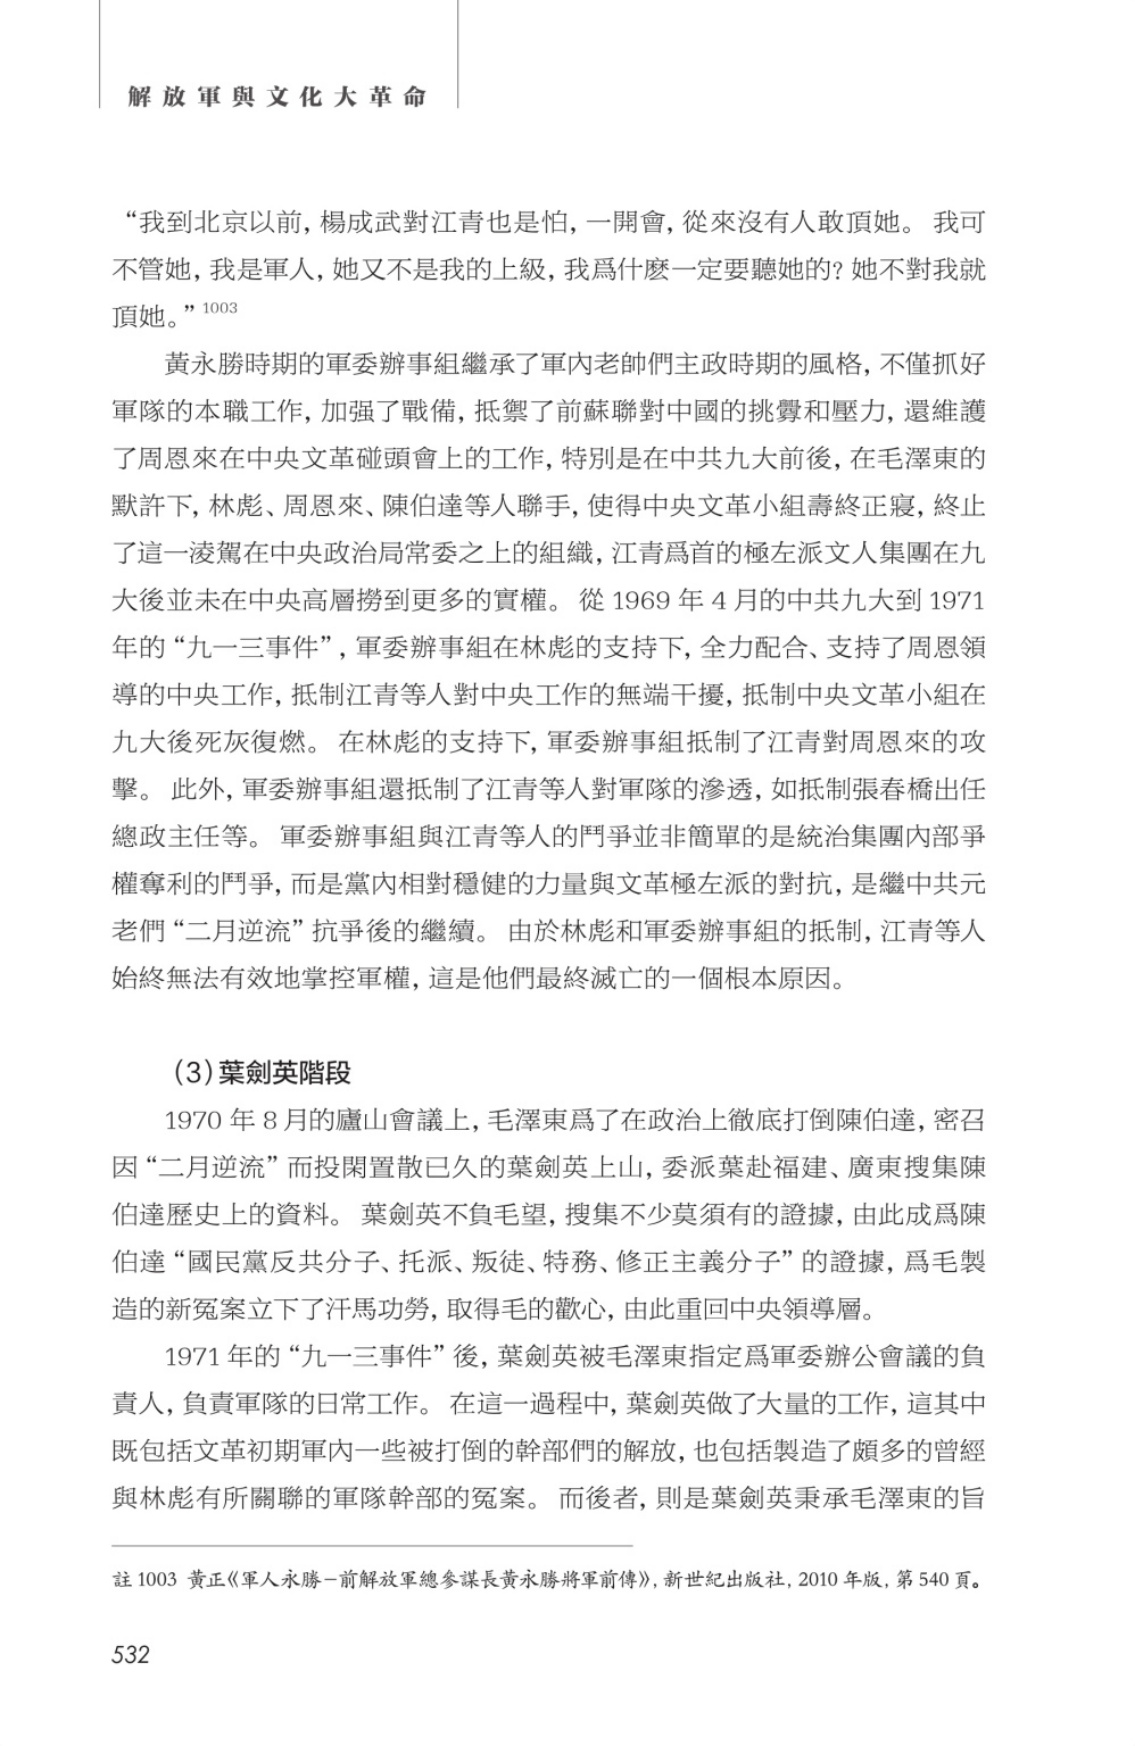 解放軍與文化大革命
“我到北京以前，楊成武對江青也是怕，一開會，從來沒有人敢頂她。 我可
不管她，我是軍人，她又不是我的上級，我爲什麼一定要聽她的？她不對我就
頂她。”1003
黃永勝時期的軍委辦事組繼承了軍內老帥們主政時期的風格，不僅抓好
軍隊的本職工作，加强了戰備，抵禦了前蘇聯對中國的挑釁和壓力，還維護
了周恩來在中央文革碰頭會上的工作，特別是在中共九大前後，在毛澤東的
默許下，林彪、周恩來、陳伯達等人聯手，使得中央文革小組壽終正寢，終止
了這一淩駕在中央政治局常委之上的組織，江青爲首的極左派文人集團在九
大後並未在中央高層撈到更多的實權。 從 1969 年 4 月的中共九大到 1971
年的“九一三事件”，軍委辦事組在林彪的支持下，全力配合、支持了周恩領
導的中央工作，抵制江青等人對中央工作的無端干擾，抵制中央文革小組在
九大後死灰復燃。 在林彪的支持下，軍委辦事組抵制了江青對周恩來的攻
擊。 此外，軍委辦事組還抵制了江青等人對軍隊的滲透，如抵制張春橋出任
總政主任等。 軍委辦事組與江青等人的鬥爭並非簡單的是統治集團內部爭
權奪利的鬥爭，而是黨內相對穩健的力量與文革極左派的對抗，是繼中共元
老們“二月逆流”抗爭後的繼續。 由於林彪和軍委辦事組的抵制，江青等人
始終無法有效地掌控軍權，這是他們最終滅亡的一個根本原因。
（3）葉劍英階段
1970 年 8 月的廬山會議上，毛澤東爲了在政治上徹底打倒陳伯達，密召
因“二月逆流”而投閑置散已久的葉劍英上山，委派葉赴福建、廣東搜集陳
伯達歷史上的資料。 葉劍英不負毛望，搜集不少莫須有的證據，由此成爲陳
伯達“國民黨反共分子、托派、叛徒、特務、修正主義分子”的證據，爲毛製
造的新冤案立下了汗馬功勞，取得毛的歡心，由此重回中央領導層。
1971 年的“九一三事件”後，葉劍英被毛澤東指定爲軍委辦公會議的負
責人，負責軍隊的日常工作。 在這一過程中，葉劍英做了大量的工作，這其中
既包括文革初期軍內一些被打倒的幹部們的解放，也包括製造了頗多的曾經
與林彪有所關聯的軍隊幹部的冤案。 而後者，則是葉劍英秉承毛澤東的旨
註 1003 黃正《軍人永勝－前解放軍總參謀長黃永勝將軍前傳》，新世紀出版社，2010 年版，第 540 頁。
532